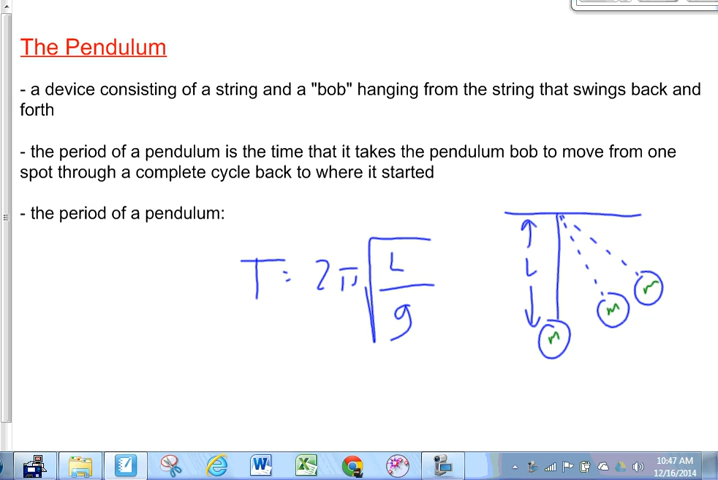 The Pendulum
- a device consisting of a string and a "bob" hanging from the string that swings back and
forth
- the period of a pendulum is the time that it takes the pendulum bob to move from one
spot through a complete cycle back to where it started
- the period of a pendulum:
T = 2π√(L/g)
L
m
m
m
10:47 AM
12/16/2014